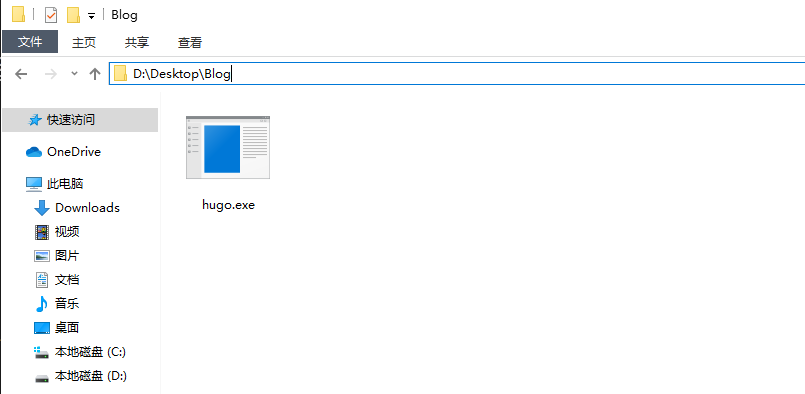 Blog
文件 主页 共享 查看
D:\Desktop\Blog
快速访问
OneDrive
此电脑
Downloads
视频
图片
文档
音乐
桌面
本地磁盘 (C:)
本地磁盘 (D:)
hugo.exe